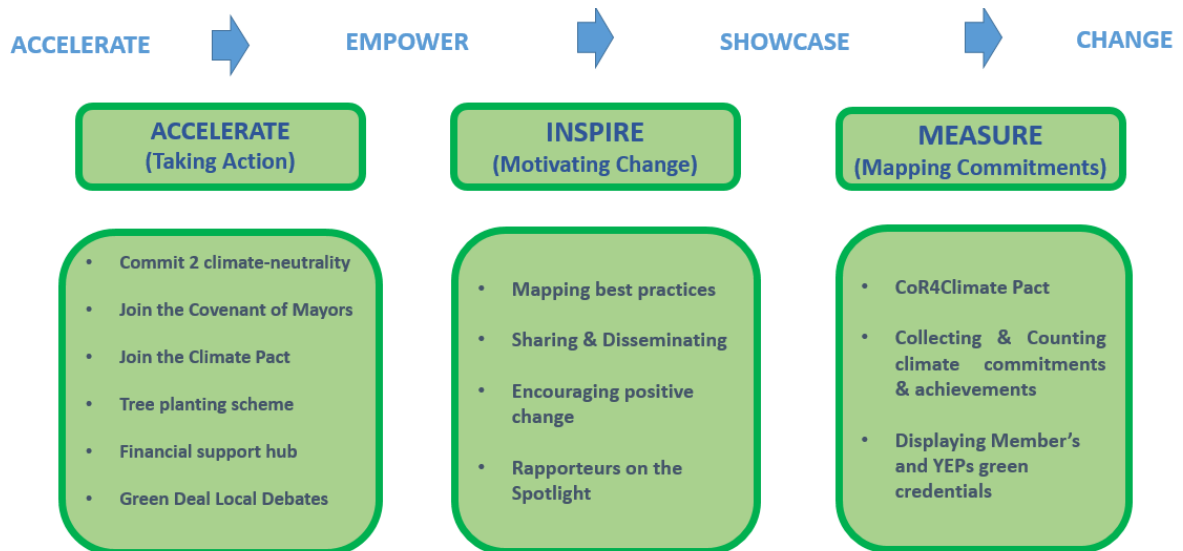 ACCELERATE EMPOWER SHOWCASE CHANGE
ACCELERATE
(Taking Action)
• Commit 2 climate-neutrality
• Join the Covenant of Mayors
• Join the Climate Pact
• Tree planting scheme
• Financial support hub
• Green Deal Local Debates
INSPIRE
(Motivating Change)
• Mapping best practices
• Sharing & Disseminating
• Encouraging positive
change
• Rapporteurs on the
Spotlight
MEASURE
(Mapping Commitments)
• CoR4Climate Pact
• Collecting & Counting
climate commitments
& achievements
• Displaying Member’s
and YEPs green
credentials